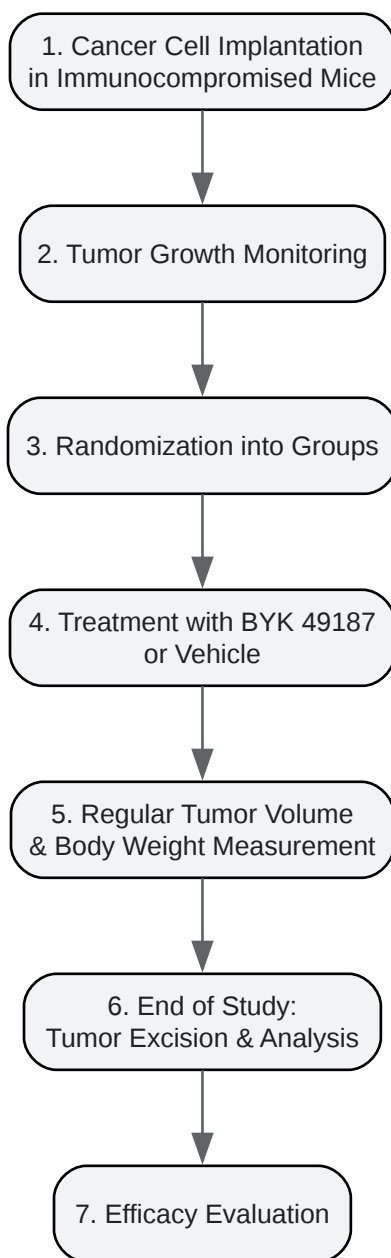 1. Cancer Cell Implantation
in Immunocompromised Mice
2. Tumor Growth Monitoring
3. Randomization into Groups
4. Treatment with BYK 49187
or Vehicle
5. Regular Tumor Volume
& Body Weight Measurement
6. End of Study:
Tumor Excision & Analysis
7. Efficacy Evaluation